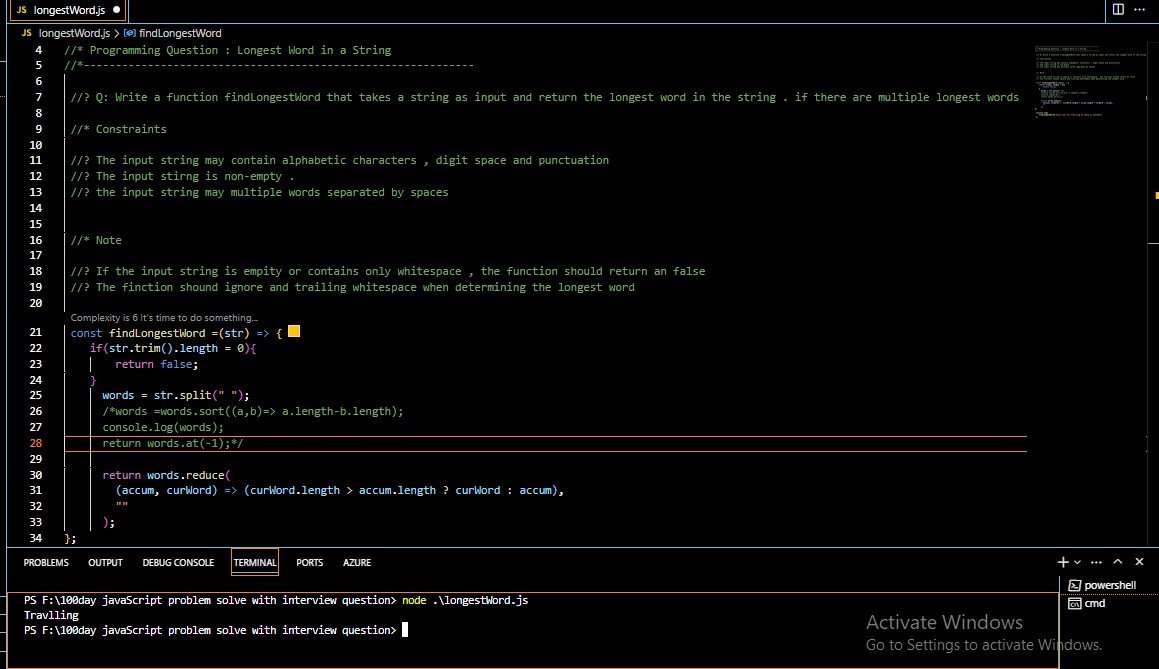 JS longestWord.js
JS longestWord.js > findLongestWord
4 //* Programming Question : Longest Word in a String
5 //*-------------------------------------------------------------
6
7 //? Q: Write a function findLongestWord that takes a string as input and return the longest word in the string . if there are multiple longest words
8
9 //* Constraints
10
11 //? The input string may contain alphabetic characters , digit space and punctuation
12 //? The input stirng is non-empty .
13 //? the input string may multiple words separated by spaces
14
15
16 //* Note
17
18 //? If the input string is empity or contains only whitespace , the function should return an false
19 //? The finction shound ignore and trailing whitespace when determining the longest word
20
Complexity is 6 It's time to do something...
21 const findLongestWord =(str) => {
22 if(str.trim().length = 0){
23 return false;
24 }
25 words = str.split(" ");
26 /*words =words.sort((a,b)=> a.length-b.length);
27 console.log(words);
28 return words.at(-1);*/
29
30 return words.reduce(
31 (accum, curWord) => (curWord.length > accum.length ? curWord : accum),
32 ""
33 );
34 };
PROBLEMS OUTPUT DEBUG CONSOLE TERMINAL PORTS AZURE
powershell
cmd
PS F:\100day javaScript problem solve with interview question> node .\longestWord.js
Travlling
PS F:\100day javaScript problem solve with interview question>
Activate Windows
Go to Settings to activate Windows.